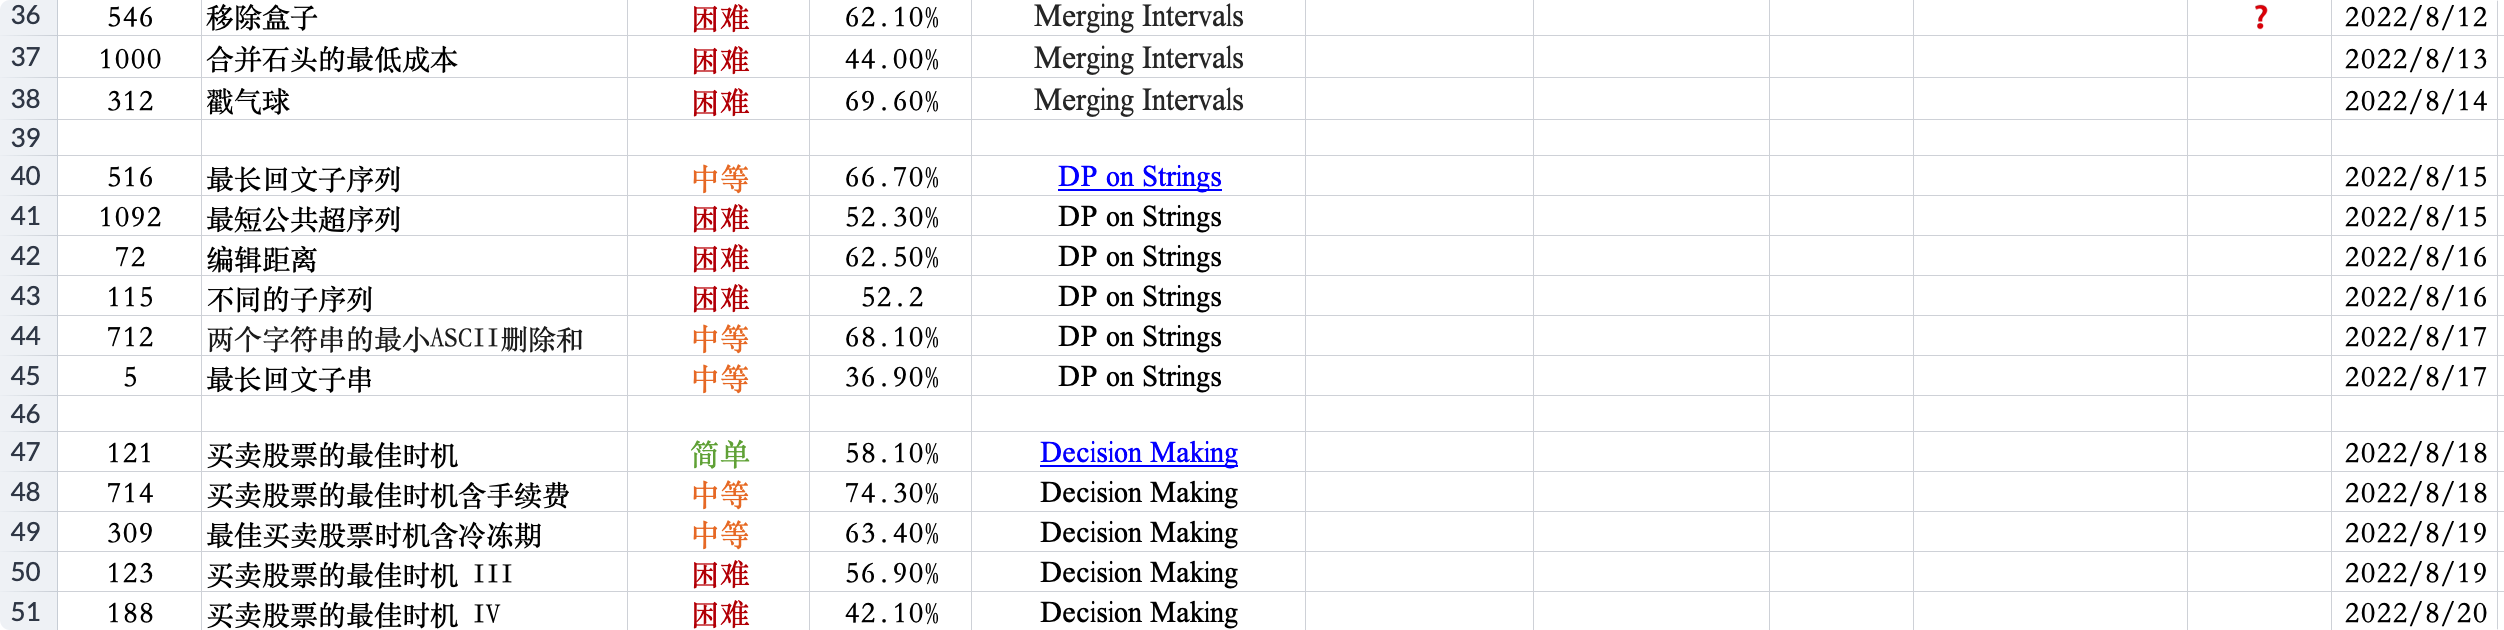 36 546 移除盒子 困难 62.10% Merging Intervals ❓ 2022/8/12
37 1000 合并石头的最低成本 困难 44.00% Merging Intervals 2022/8/13
38 312 戳气球 困难 69.60% Merging Intervals 2022/8/14
39
40 516 最长回文子序列 中等 66.70% DP on Strings 2022/8/15
41 1092 最短公共超序列 困难 52.30% DP on Strings 2022/8/15
42 72 编辑距离 困难 62.50% DP on Strings 2022/8/16
43 115 不同的子序列 困难 52.2 DP on Strings 2022/8/16
44 712 两个字符串的最小ASCII删除和 中等 68.10% DP on Strings 2022/8/17
45 5 最长回文子串 中等 36.90% DP on Strings 2022/8/17
46
47 121 买卖股票的最佳时机 简单 58.10% Decision Making 2022/8/18
48 714 买卖股票的最佳时机含手续费 中等 74.30% Decision Making 2022/8/18
49 309 最佳买卖股票时机含冷冻期 中等 63.40% Decision Making 2022/8/19
50 123 买卖股票的最佳时机 III 困难 56.90% Decision Making 2022/8/19
51 188 买卖股票的最佳时机 IV 困难 42.10% Decision Making 2022/8/20